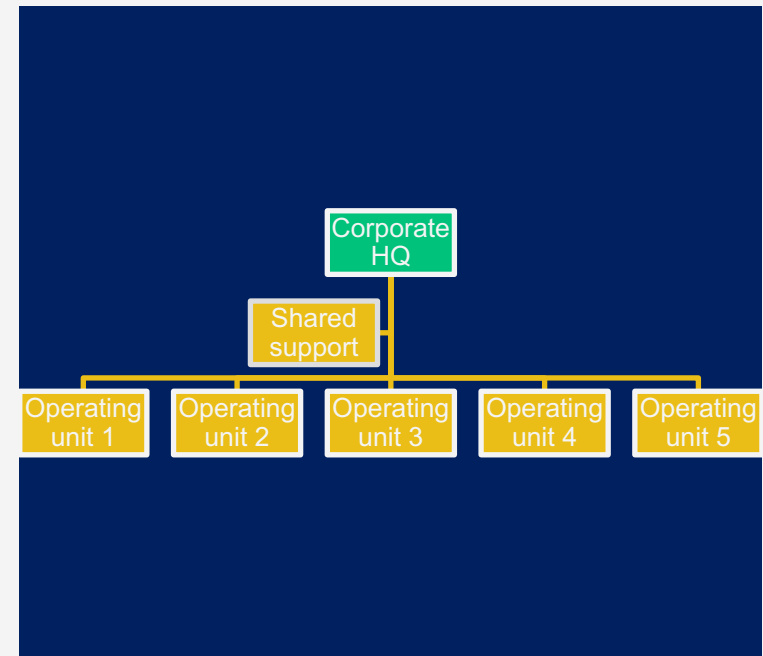 Corporate
HQ
Shared
support
Operating
unit 1
Operating
unit 2
Operating
unit 3
Operating
unit 4
Operating
unit 5